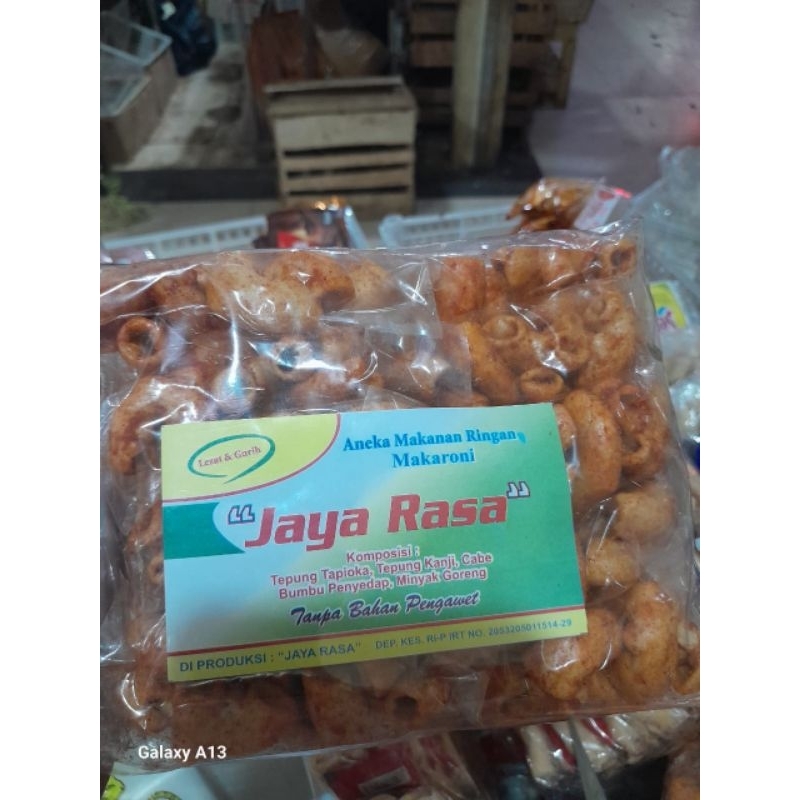 Lezat & Gurih
Aneka Makanan Ringan
Makaroni
"Jaya Rasa"
Komposisi :
Tepung Tapioka, Tepung Kanji, Cabe
Bumbu Penyedap, Minyak Goreng
Tanpa Bahan Pengawet
DI PRODUKSI : "JAYA RASA" DEP. KES. RI-P IRT NO. 2053205011514-29
Galaxy A13